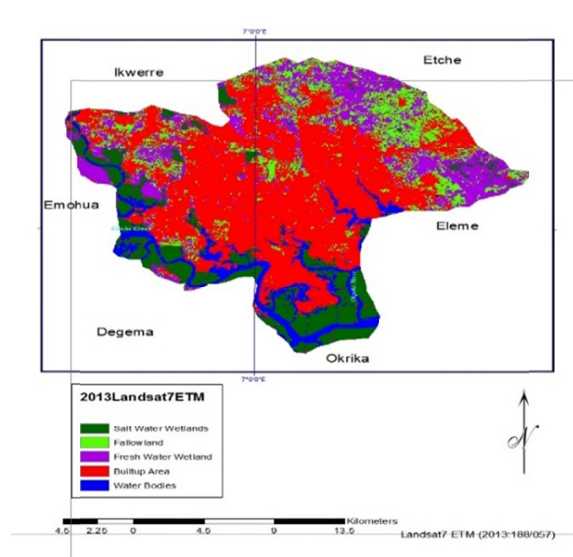 7°0'0"E
Etche
Ikwerre
Emohua
Eleme
Degema
Okrika
7°0'0"E
2013Landsat7ETM
Salt Water Wetlands
Fallowland
Fresh Water Wetland
Builtup Area
Water Bodies
N
Kilometers
4.5 2.25 0 4.5 9 13.5
Landsat7 ETM (2013:188/057)